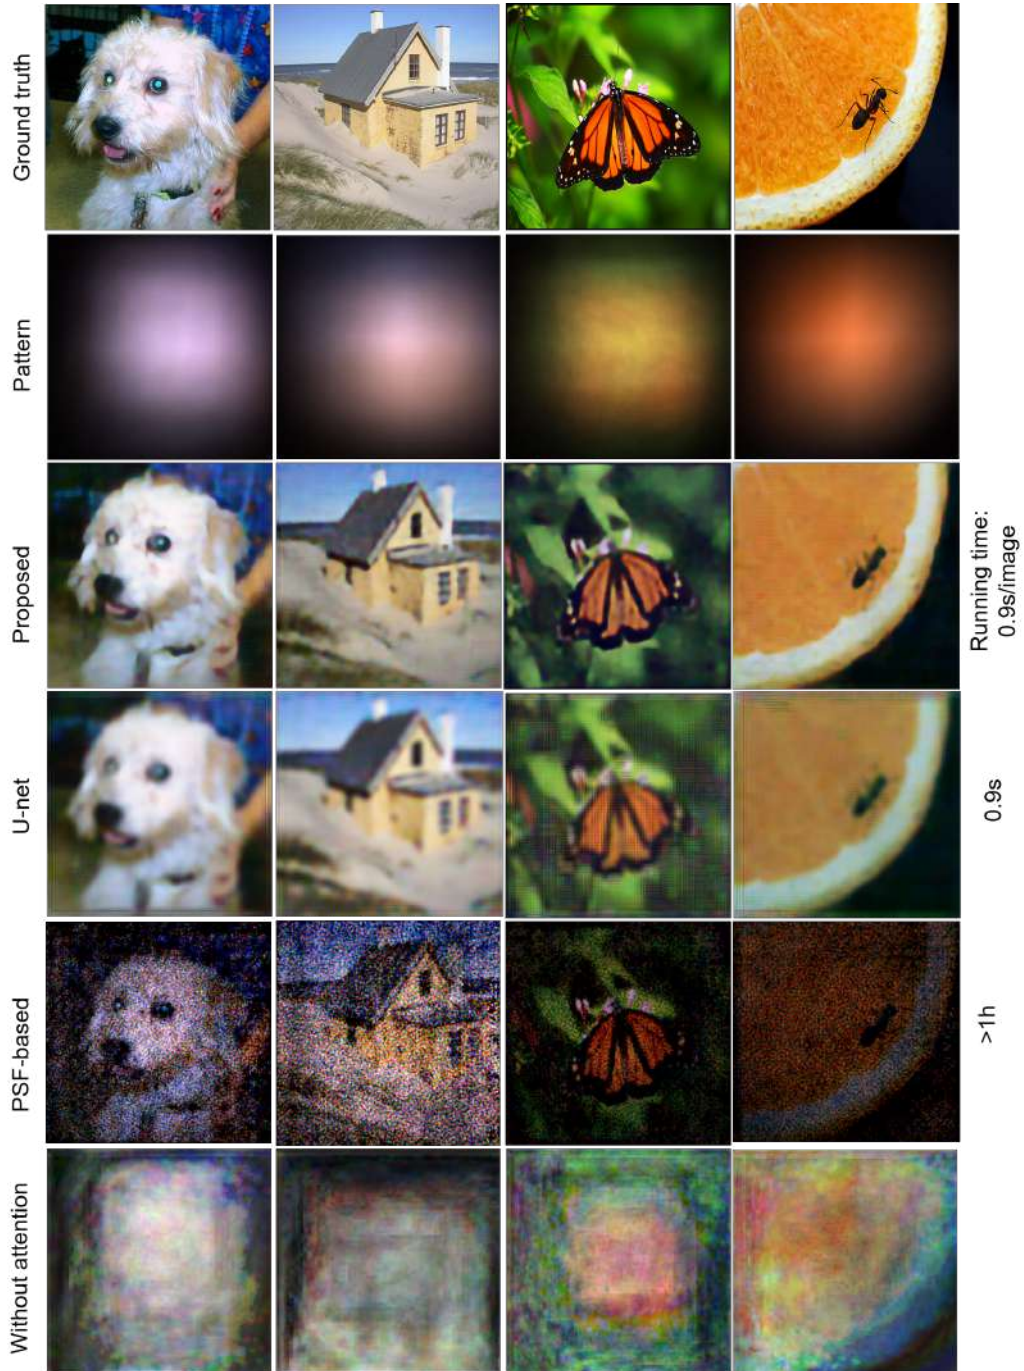 Ground truth
Pattern
Proposed
Running time:
0.9s/image
U-net
0.9s
PSF-based
>1h
Without attention